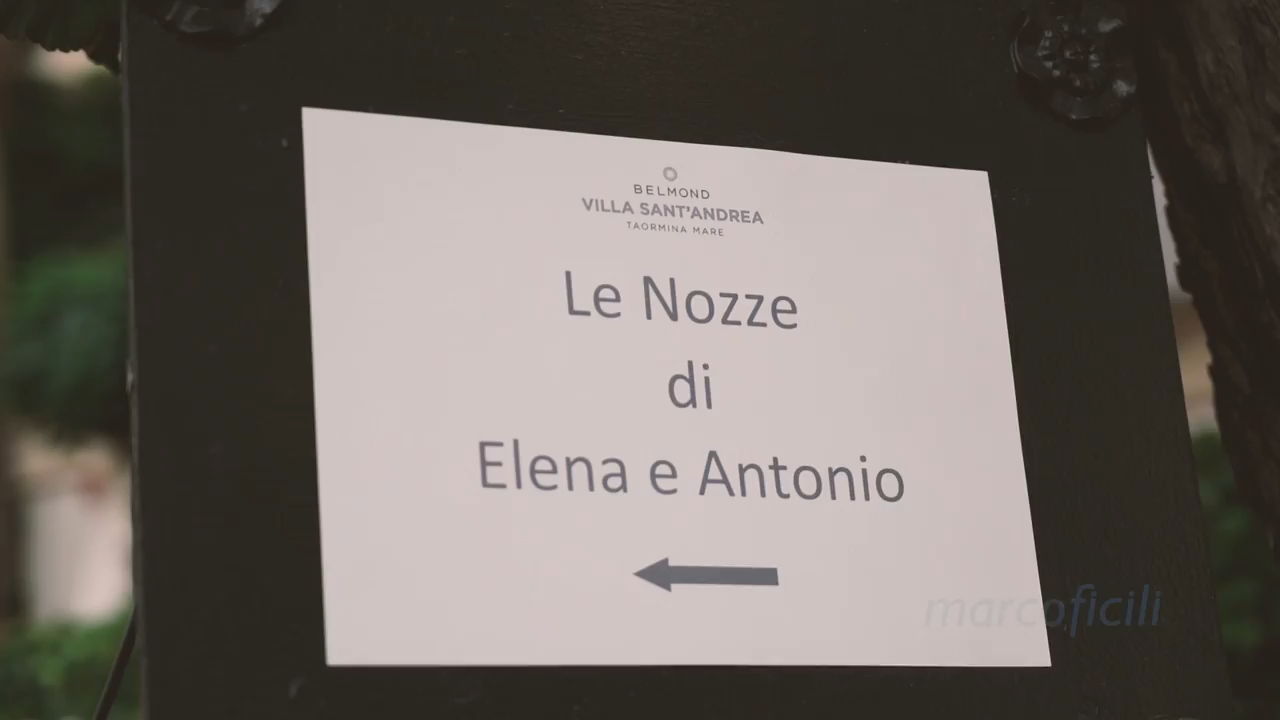 BELMOND
VILLA SANT'ANDREA
TAORMINA MARE
Le Nozze
di
Elena e Antonio
marcoficili